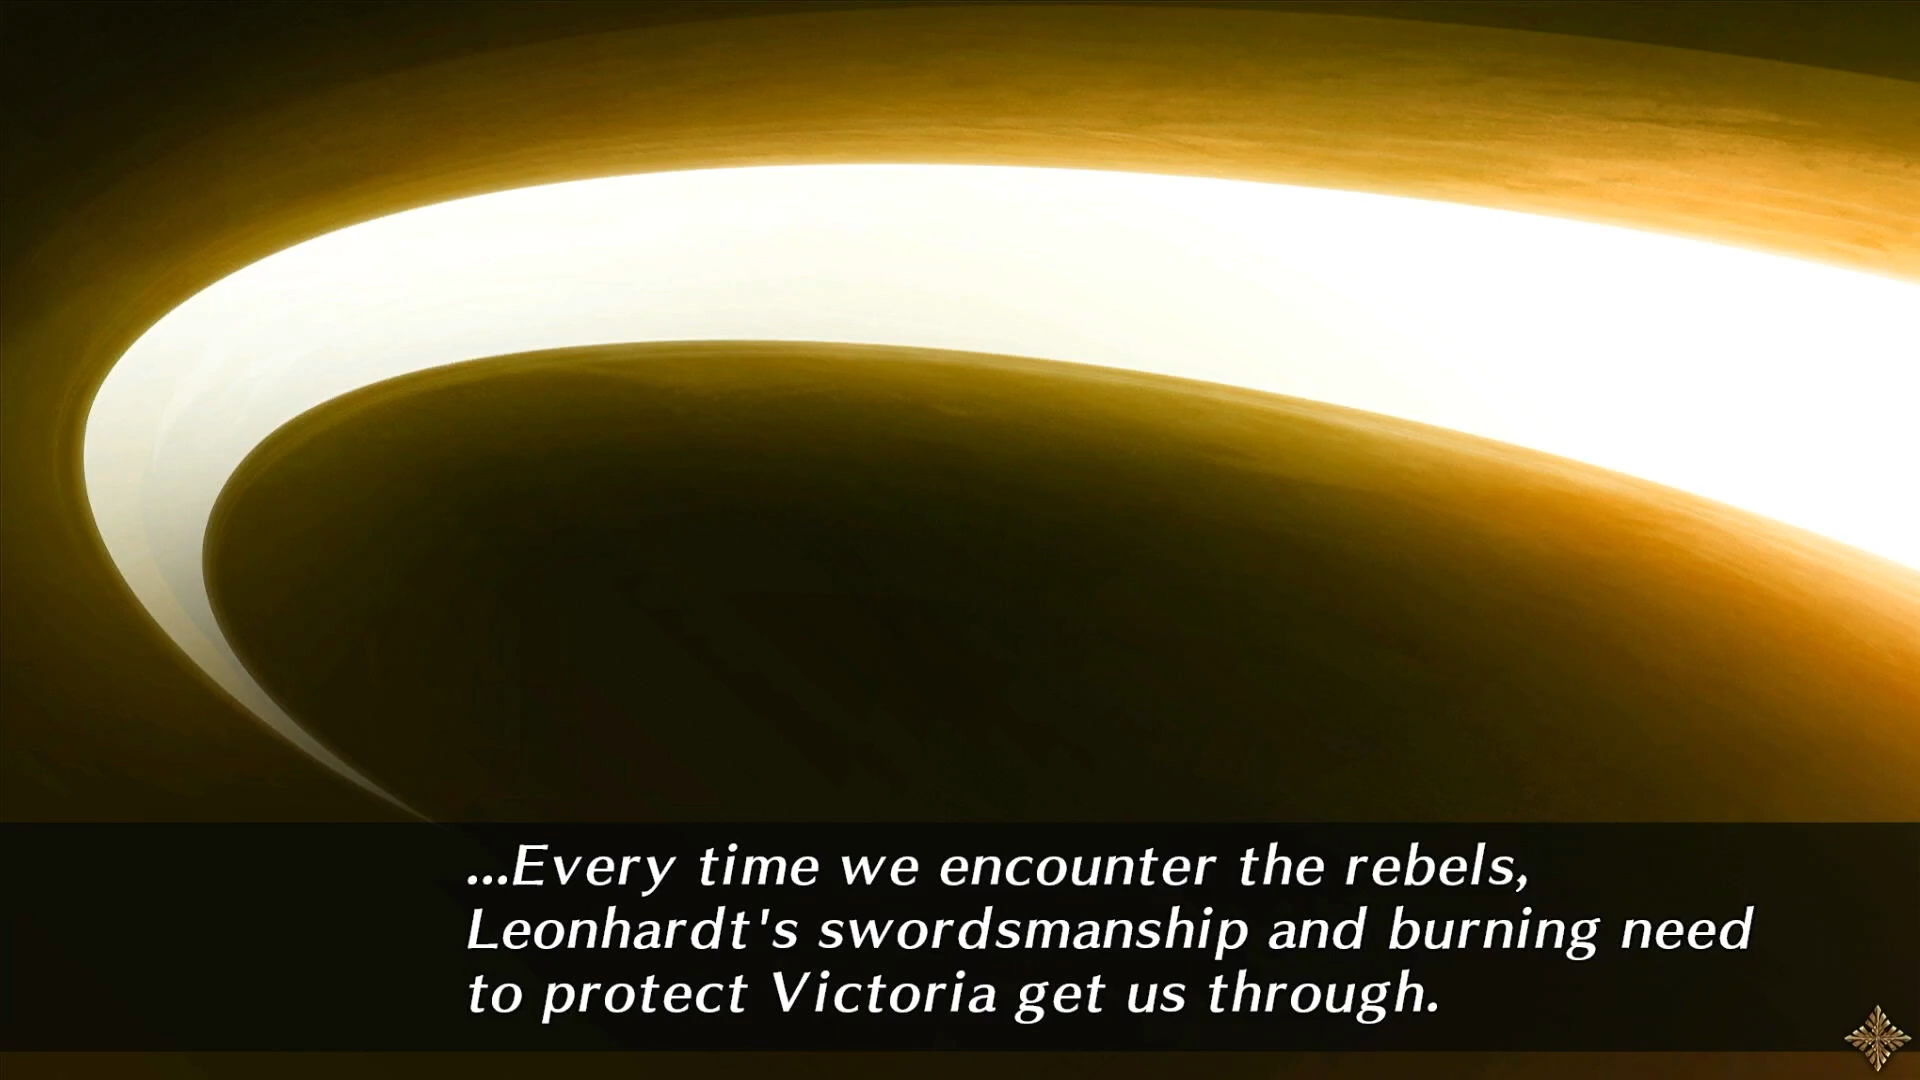 ...Every time we encounter the rebels,
Leonhardt's swordsmanship and burning need
to protect Victoria get us through.